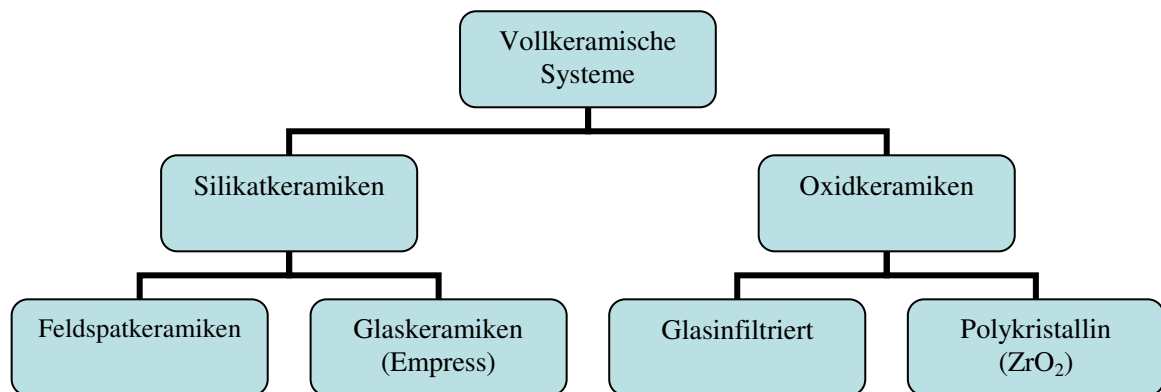 Vollkeramische
Systeme
Silikatkeramiken
Oxidkeramiken
Feldspatkeramiken
Glaskeramiken
(Empress)
Glasinfiltriert
Polykristallin
(ZrO₂)